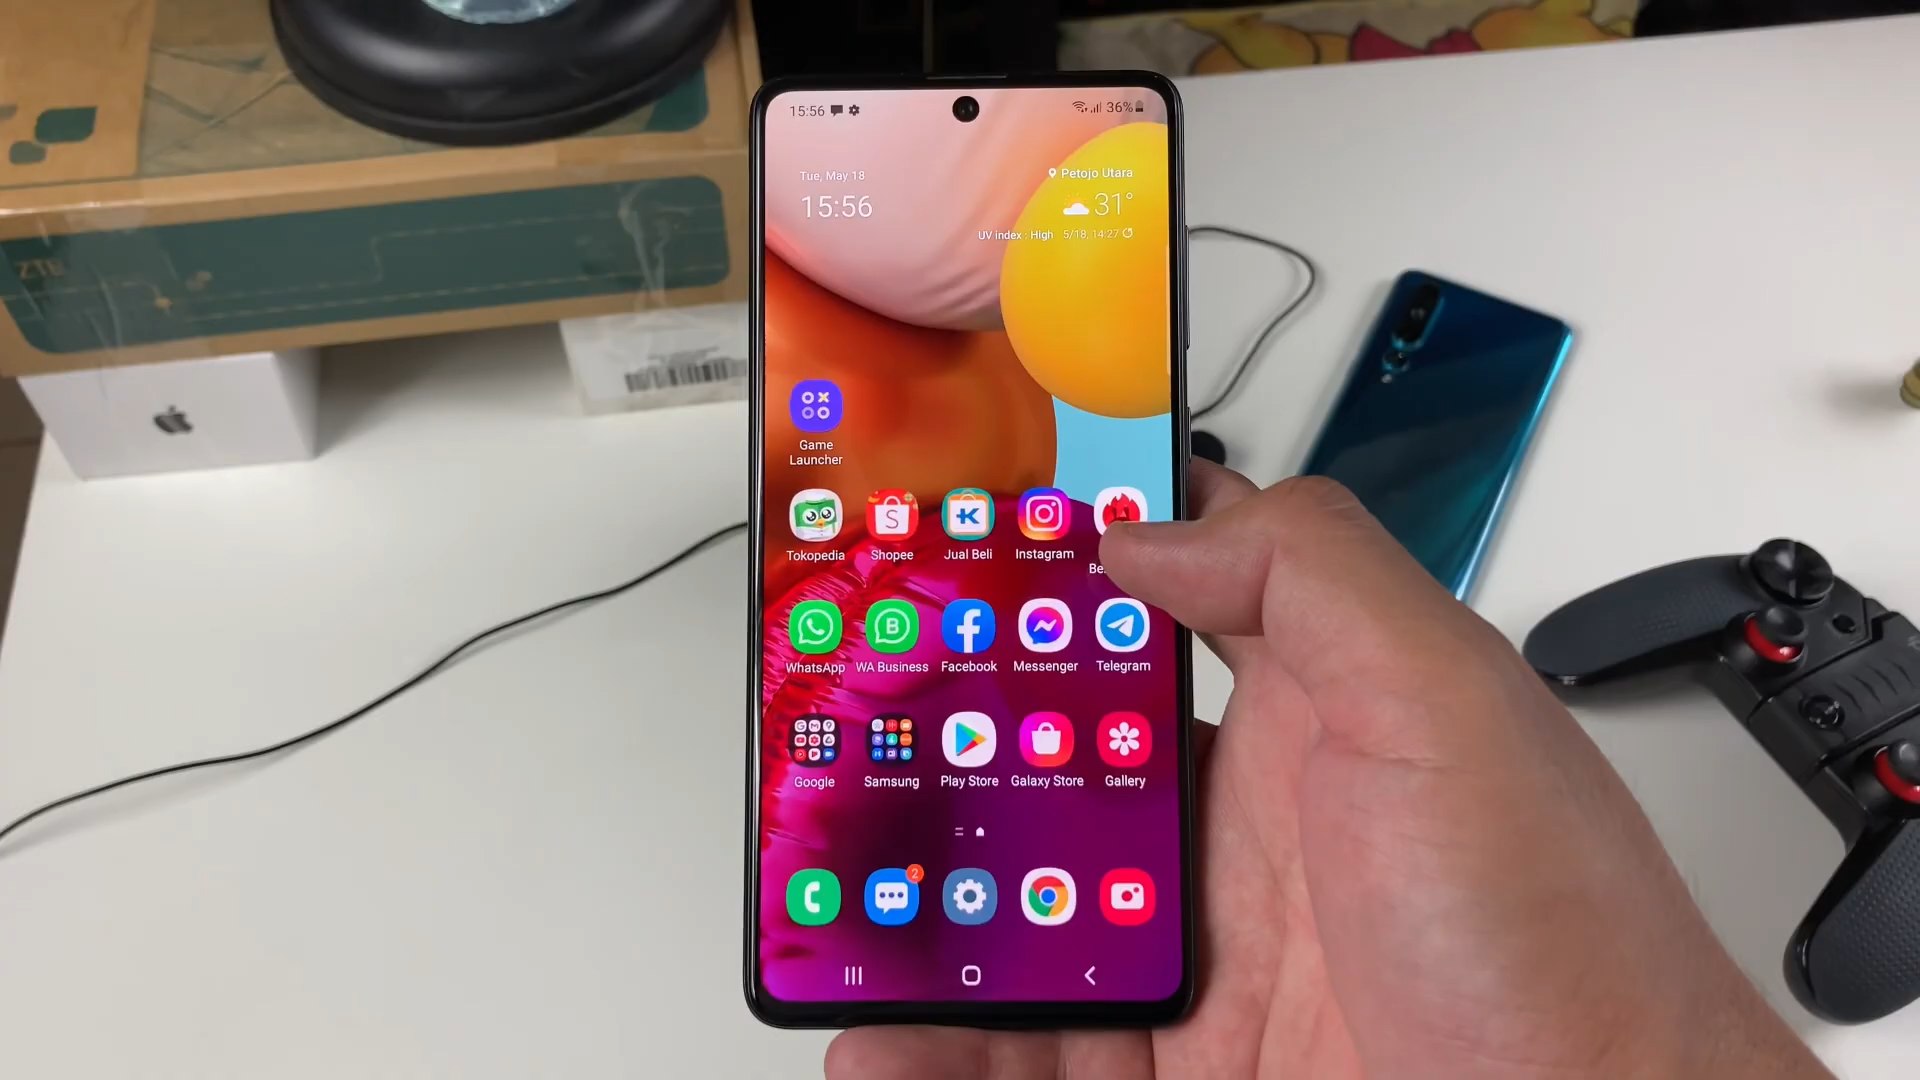 15:56
36%
Tue, May 18
Petojo Utara
15:56
31°
UV index : High 5/18, 14:27
ZTE
Game
Launcher
Tokopedia
Shopee
Jual Beli
Instagram
WhatsApp
WA Business
Facebook
Messenger
Telegram
Google
Samsung
Play Store
Galaxy Store
Gallery
2